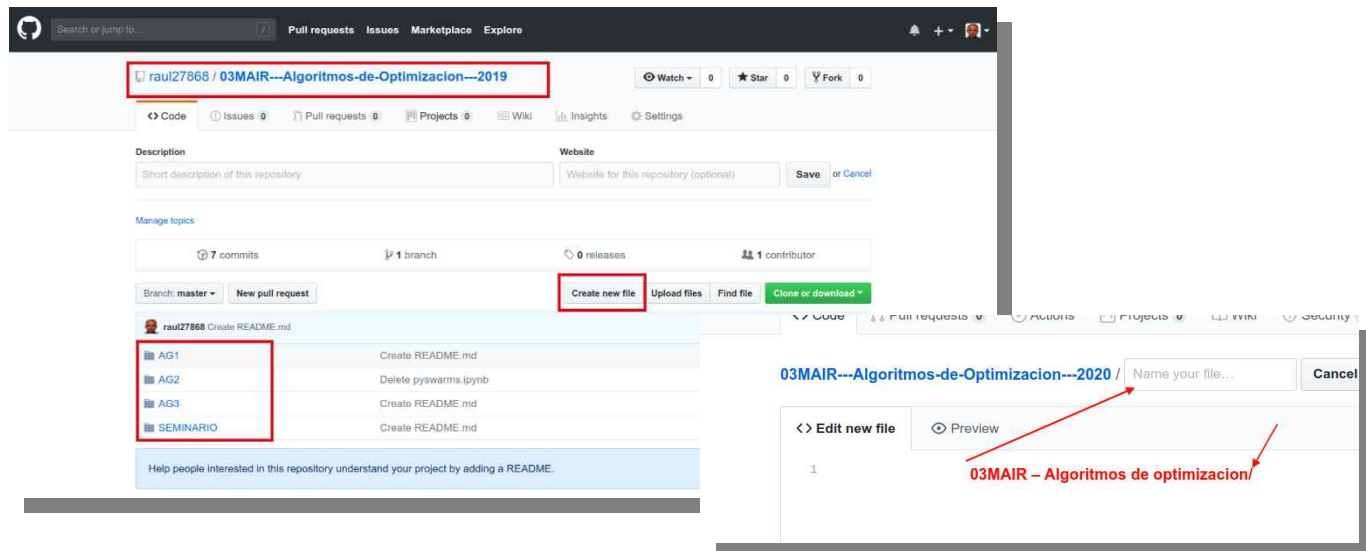 Search or jump to... /
Pull requests Issues Marketplace Explore
raul27868 / 03MAIR---Algoritmos-de-Optimizacion---2019
Watch 0 Star 0 Fork 0
Code Issues 0 Pull requests 0 Projects 0 Wiki Insights Settings
Description Website
Short description of this repository Website for this repository (optional) Save or Cancel
Manage topics
7 commits 1 branch 0 releases 1 contributor
Branch: master New pull request Create new file Upload files Find file Clone or download
raul27868 Create README.md
AG1 Create README.md
AG2 Delete pyswarms.ipynb
AG3 Create README.md
SEMINARIO Create README.md
Help people interested in this repository understand your project by adding a README.
Code Pull requests 0 Actions Projects 0 Wiki Security
03MAIR---Algoritmos-de-Optimizacion---2020 / Name your file... Cancel
<> Edit new file Preview
1
03MAIR – Algoritmos de optimizacion/